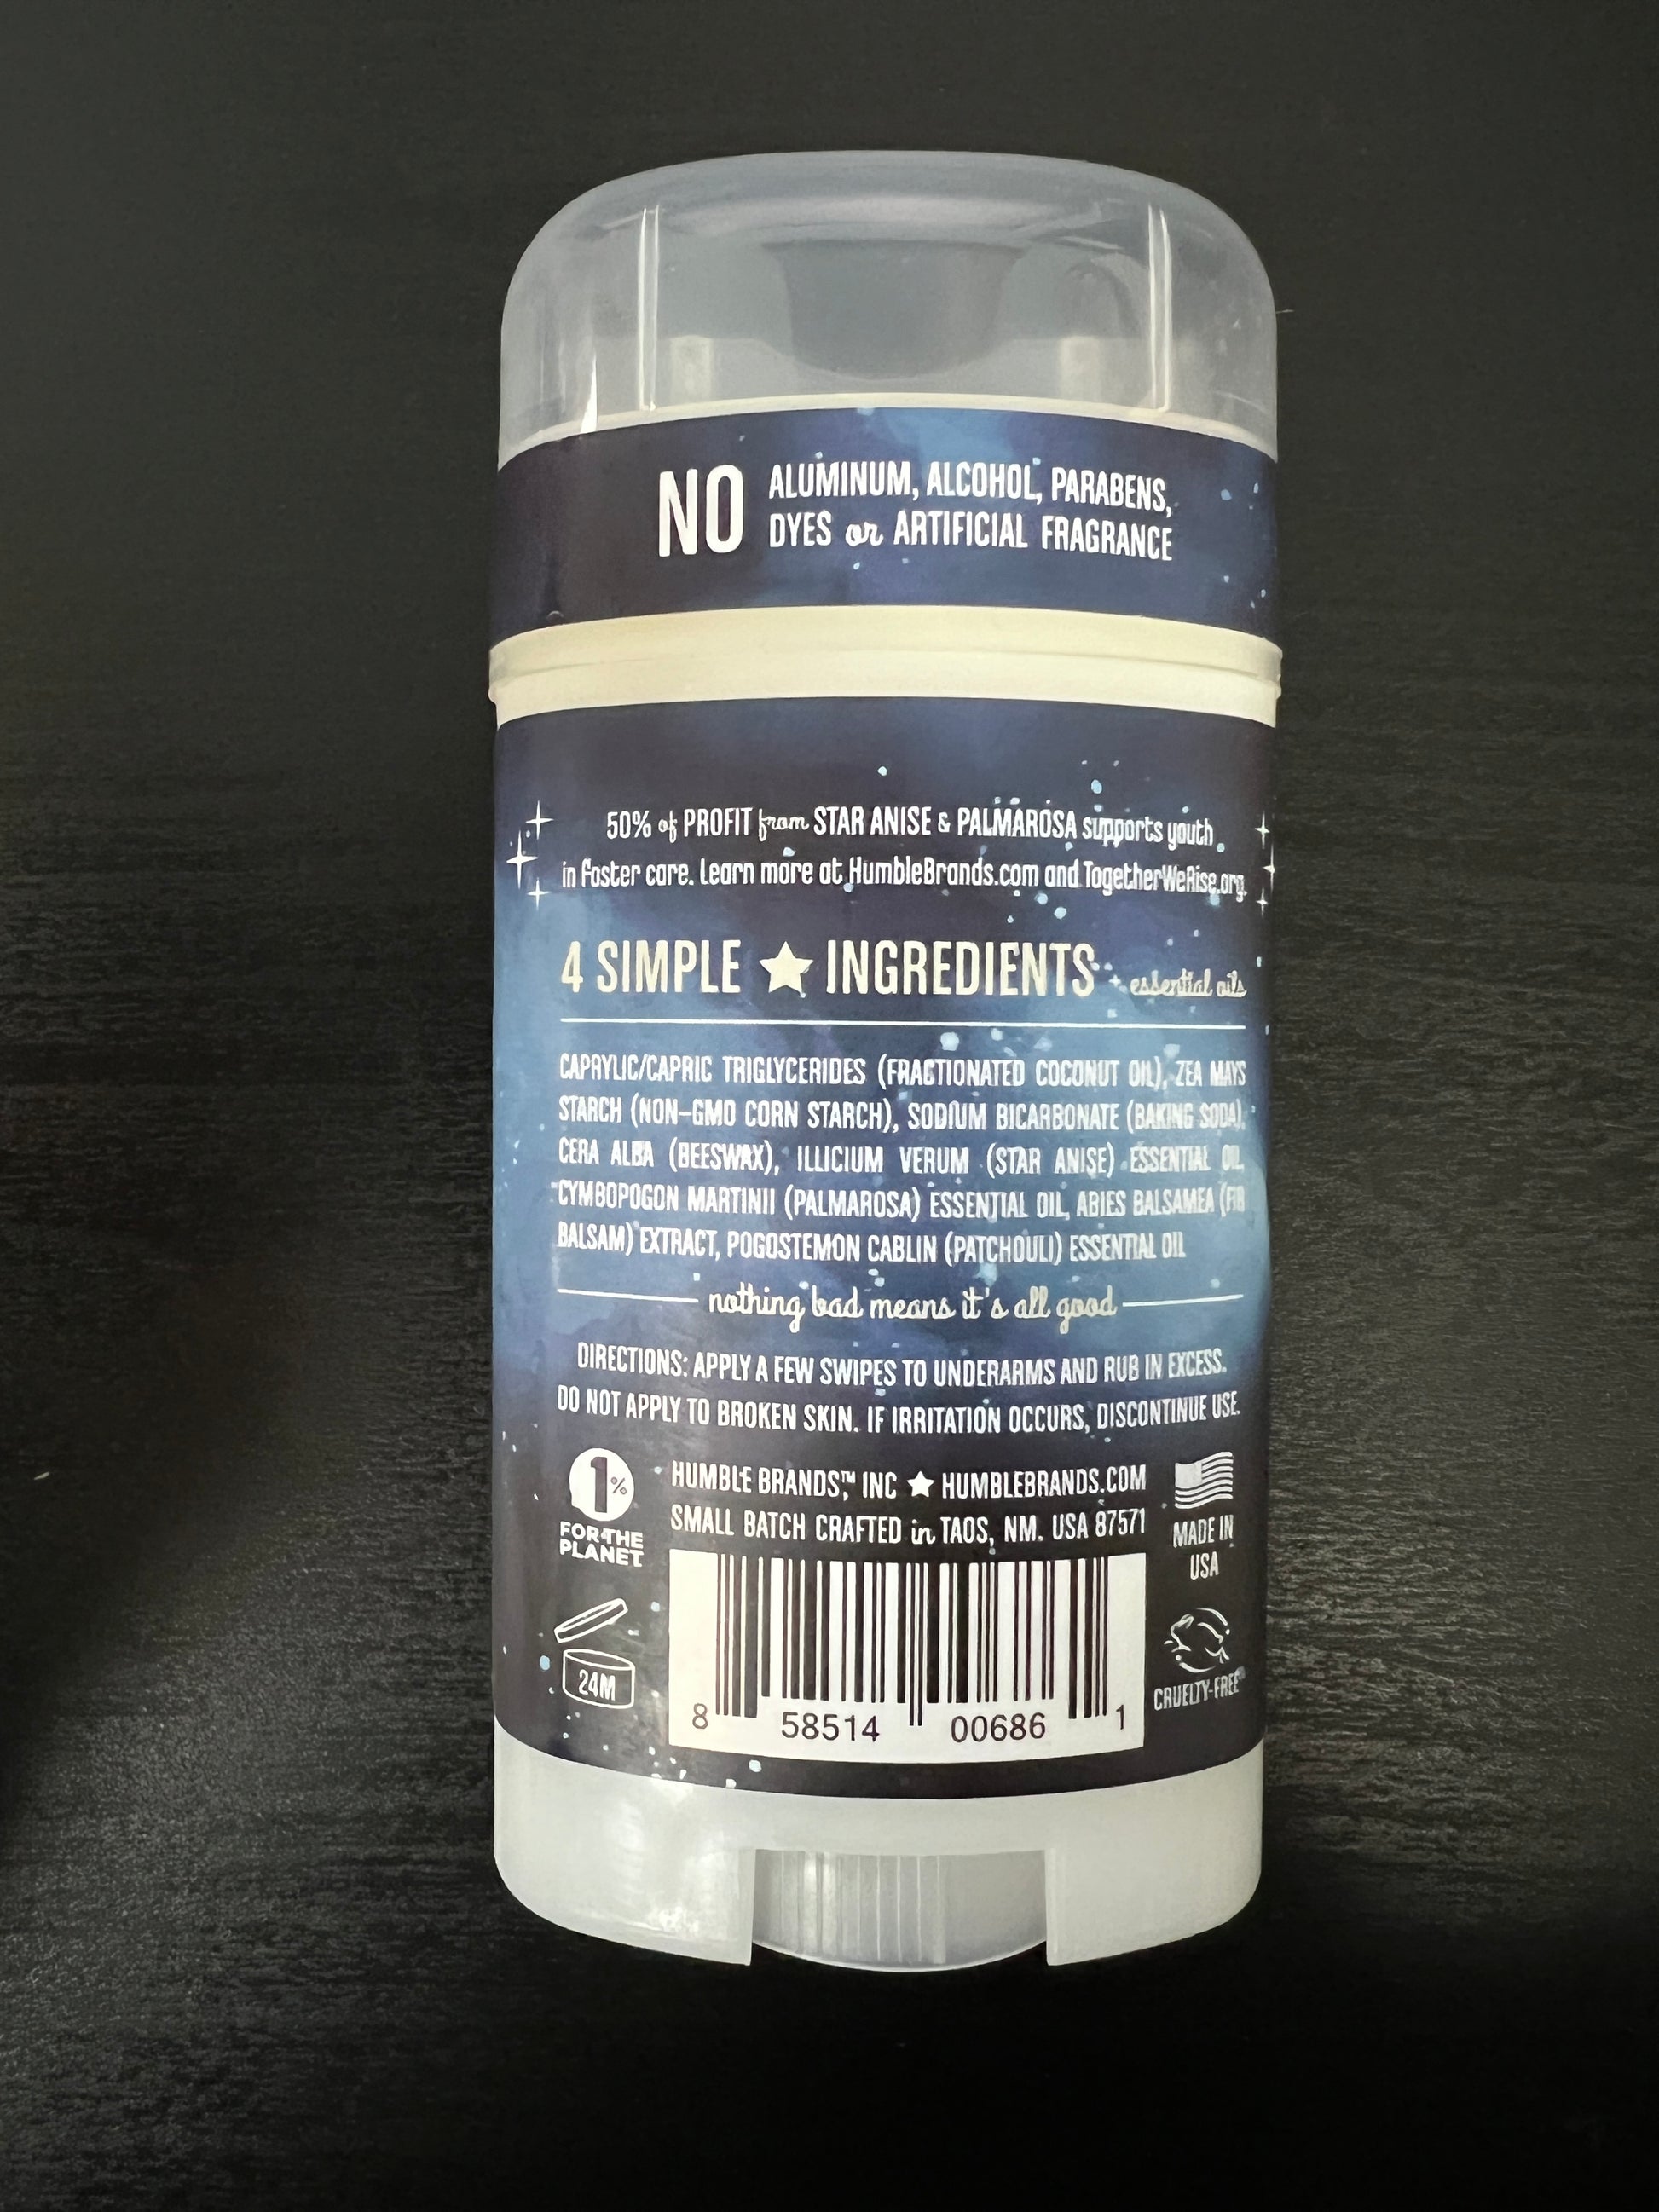 NO ALUMINUM, ALCOHOL, PARABENS,
DYES or ARTIFICIAL FRAGRANCE
50% of PROFIT from STAR ANISE & PALMAROSA supports youth
in foster care. Learn more at HumbleBrands.com and TogetherWeRise.org.
4 SIMPLE ★ INGREDIENTS + essential oils
CAPRYLIC/CAPRIC TRIGLYCERIDES (FRACTIONATED COCONUT OIL), ZEA MAYS
STARCH (NON-GMO CORN STARCH), SODIUM BICARBONATE (BAKING SODA),
CERA ALBA (BEESWAX), ILLICIUM VERUM (STAR ANISE) ESSENTIAL OIL,
CYMBOPOGON MARTINII (PALMAROSA) ESSENTIAL OIL, ABIES BALSAMEA (FIR
BALSAM) EXTRACT, POGOSTEMON CABLIN (PATCHOULI) ESSENTIAL OIL
nothing bad means it's all good
DIRECTIONS: APPLY A FEW SWIPES TO UNDERARMS AND RUB IN EXCESS.
DO NOT APPLY TO BROKEN SKIN. IF IRRITATION OCCURS, DISCONTINUE USE.
1%
FOR THE
PLANET
HUMBLE BRANDS,™ INC ★ HUMBLEBRANDS.COM
SMALL BATCH CRAFTED in TAOS, NM. USA 87571
MADE IN
USA
24M
8 58514 00686 1
CRUELTY-FREE™